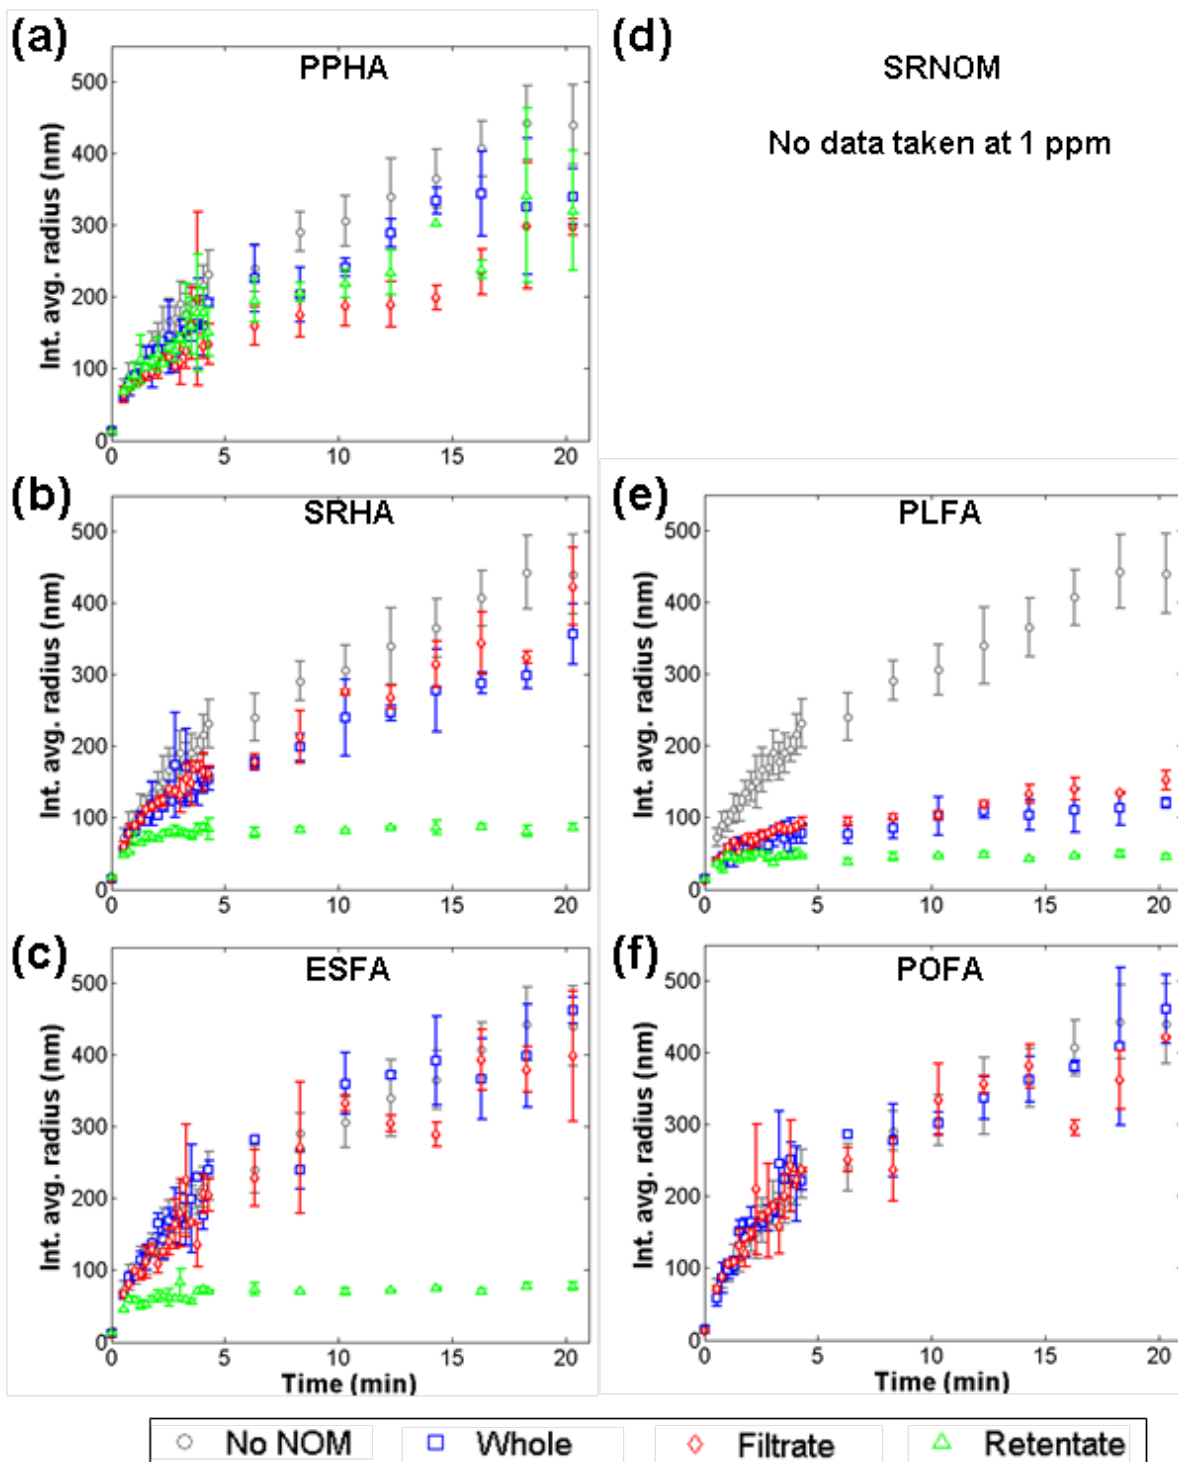 (a)
PPHA
Int. avg. radius (nm)
500
400
300
200
100
0
0 5 10 15 20
(d)
SRNOM
No data taken at 1 ppm
(b)
SRHA
Int. avg. radius (nm)
500
400
300
200
100
0
0 5 10 15 20
(e)
PLFA
Int. avg. radius (nm)
500
400
300
200
100
0
0 5 10 15 20
(c)
ESFA
Int. avg. radius (nm)
500
400
300
200
100
0
0 5 10 15 20
Time (min)
(f)
POFA
Int. avg. radius (nm)
500
400
300
200
100
0
0 5 10 15 20
Time (min)
No NOM Whole Filtrate Retentate